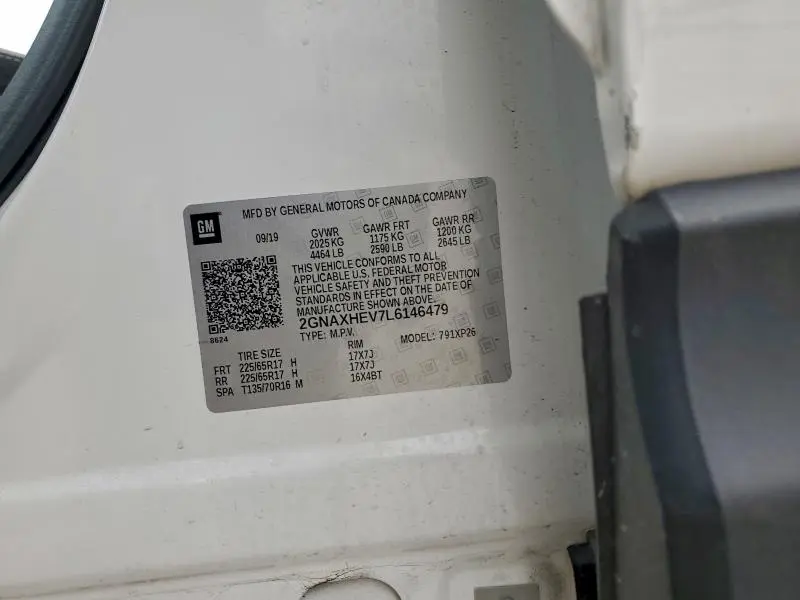 MFD BY GENERAL MOTORS OF CANADA COMPANY
GM
09/19
GVWR GAWR FRT GAWR RR
2025 KG 1175 KG 1200 KG
4464 LB 2590 LB 2645 LB
THIS VEHICLE CONFORMS TO ALL
APPLICABLE U.S. FEDERAL MOTOR
VEHICLE SAFETY AND THEFT PREVENTION
STANDARDS IN EFFECT ON THE DATE OF
MANUFACTURE SHOWN ABOVE.
2GNAXHEV7L6146479
8624
TYPE: M.P.V. MODEL: 791XP26
TIRE SIZE RIM
FRT 225/65R17 H 17X7J
RR 225/65R17 H 17X7J
SPA T135/70R16 M 16X4BT